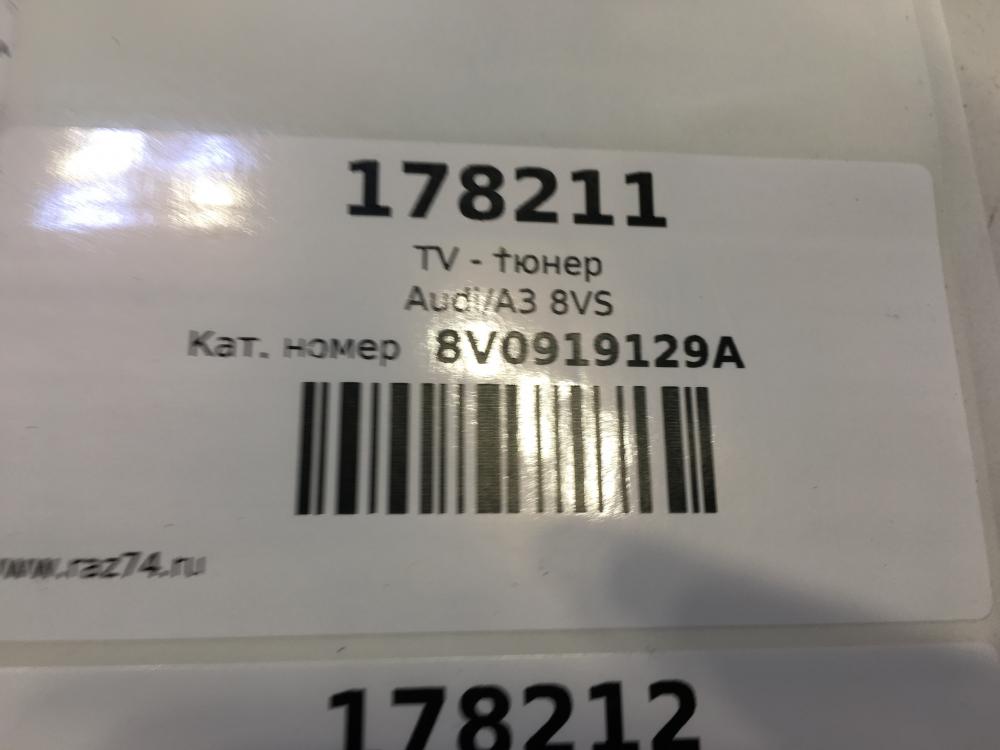 178211
TV - тюнер
Audi/A3 8VS
Кат. номер 8V0919129A
www.raz74.ru
178212